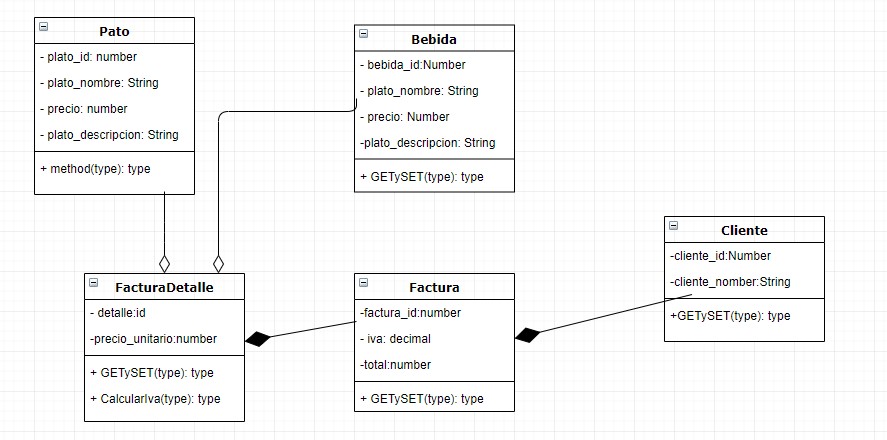 Pato
- plato_id: number
- plato_nombre: String
- precio: number
- plato_descripcion: String
+ method(type): type
Bebida
- bebida_id:Number
- plato_nombre: String
- precio: Number
-plato_descripcion: String
+ GETySET(type): type
Cliente
-cliente_id:Number
-cliente_nomber:String
+GETySET(type): type
FacturaDetalle
- detalle:id
-precio_unitario:number
+ GETySET(type): type
+ CalcularIva(type): type
Factura
-factura_id:number
- iva: decimal
-total:number
+ GETySET(type): type